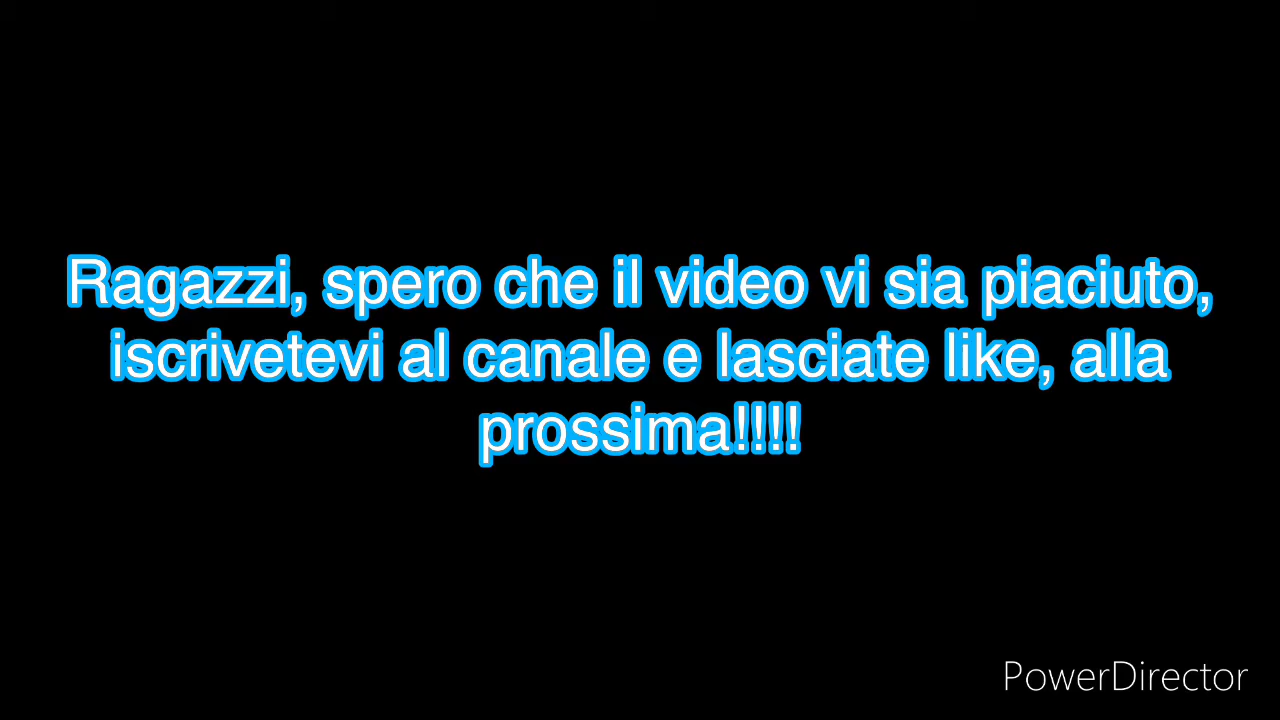 Ragazzi, spero che il video vi sia piaciuto,
iscrivetevi al canale e lasciate like, alla
prossima!!!!
PowerDirector